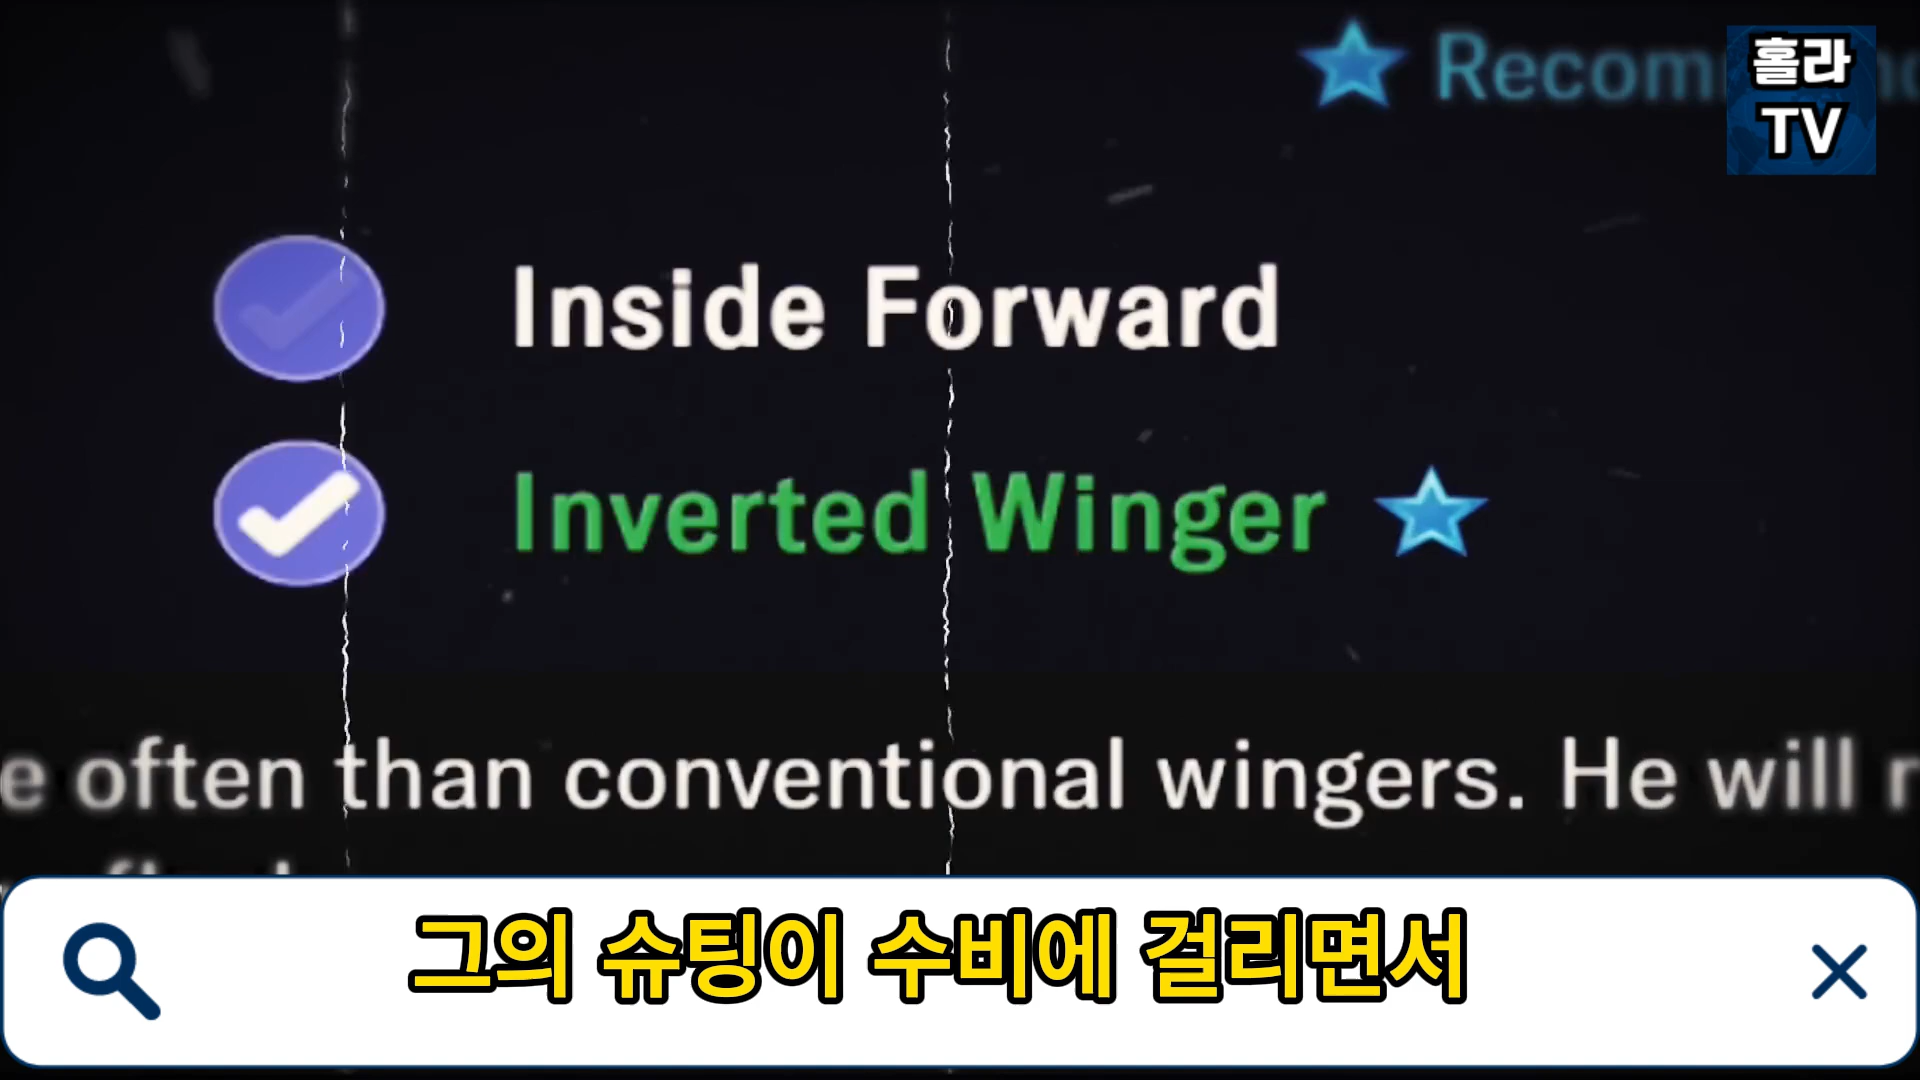 Recom
홀라
TV
Inside Forward
Inverted Winger
often than conventional wingers. He will
그의 슈팅이 수비에 걸리면서